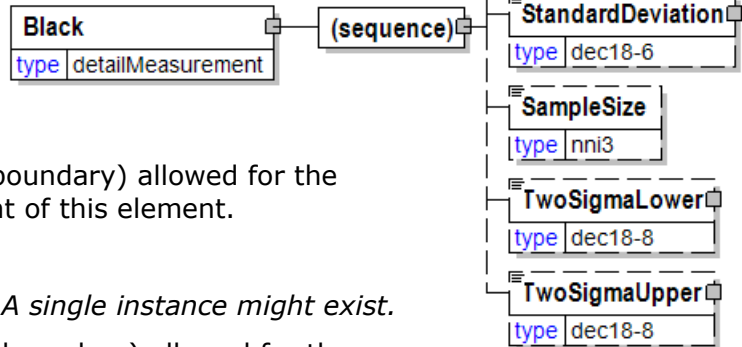 Black
type detailMeasurement
(sequence)
StandardDeviation
type dec18-6
SampleSize
type nni3
TwoSigmaLower
type dec18-8
TwoSigmaUpper
type dec18-8
boundary) allowed for the
t of this element.
A single instance might exist.